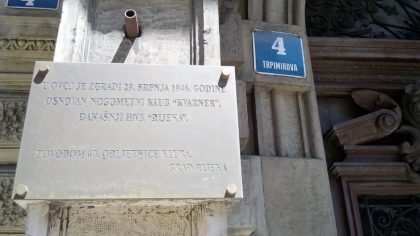 4
U OVOJ JE ZGRADI 29. SRPNJA 1946. GODINE
OSNOVAN NOGOMETNI KLUB "KVARNER",
DANAŠNJI HNK "RIJEKA".
POVODOM 60. OBLJETNICE KLUBA,
GRAD RIJEKA
4
TRPIMIROVA